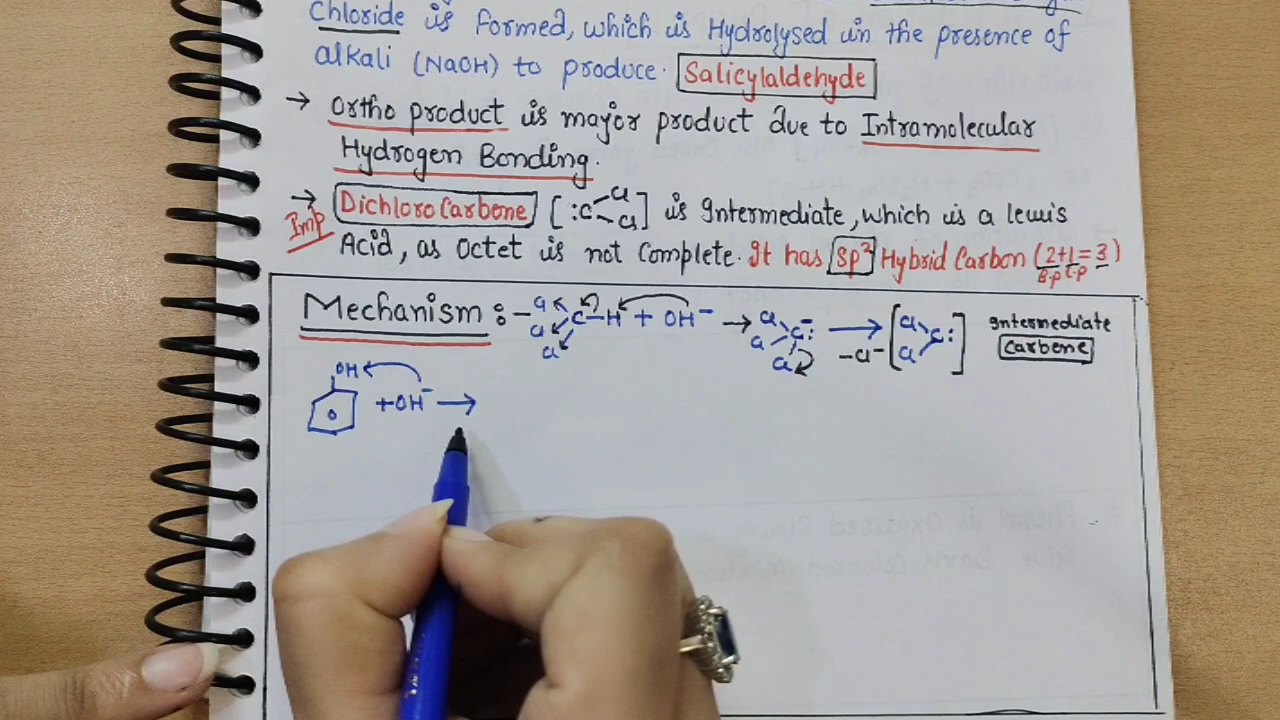 Chloride is formed, which is Hydrolysed in the presence of
alkali (NaOH) to produce Salicylaldehyde
→ Ortho product is major product due to Intramolecular
Hydrogen Bonding.
→ Dichloro Carbene [:C Cl Cl] is Intermediate, which is a lewis
Imp Acid, as Octet is not Complete. It has Sp² Hybrid Carbon (2+1=3)
B.p L.p
Mechanism :- Cl Cl Cl C-H + OH⁻ → Cl Cl Cl C⁻: → -Cl⁻ [Cl Cl C:] Intermediate
Carbene
OH
+OH⁻ →